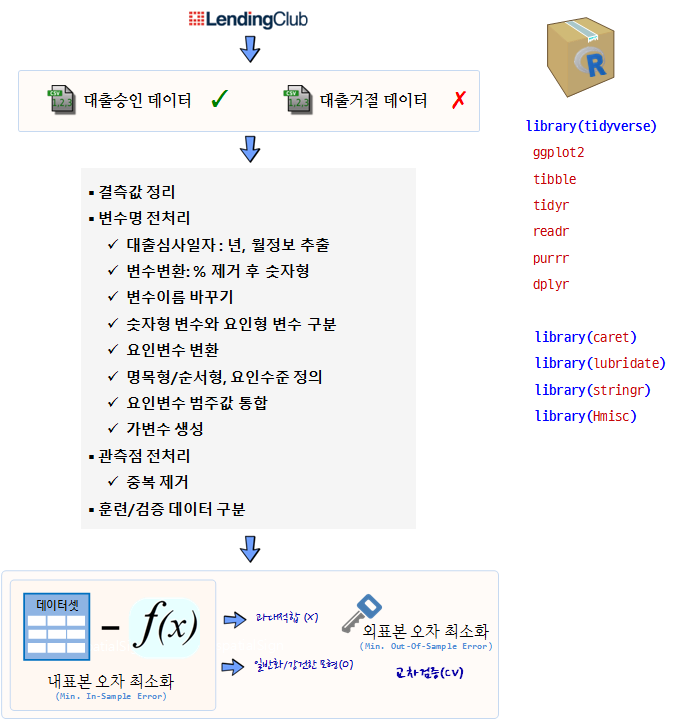 LendingClub
CSV 1,2,3 대출승인 데이터 ✓ CSV 1,2,3 대출거절 데이터 ✗
▪ 결측값 정리
▪ 변수명 전처리
✓ 대출심사일자 : 년, 월정보 추출
✓ 변수변환: % 제거 후 숫자형
✓ 변수이름 바꾸기
✓ 숫자형 변수와 요인형 변수 구분
✓ 요인변수 변환
✓ 명목형/순서형, 요인수준 정의
✓ 요인변수 범주값 통합
✓ 가변수 생성
▪ 관측점 전처리
✓ 중복 제거
▪ 훈련/검증 데이터 구분
R
library(tidyverse)
ggplot2
tibble
tidyr
readr
purrr
dplyr
library(caret)
library(lubridate)
library(stringr)
library(Hmisc)
데이터셋
− f(x)
내표본 오차 최소화
(Min. In-Sample Error)
과대적합 (X)
일반화/강건한 모형(O)
외표본 오차 최소화
(Min. Out-Of-Sample Error)
교차검증(CV)